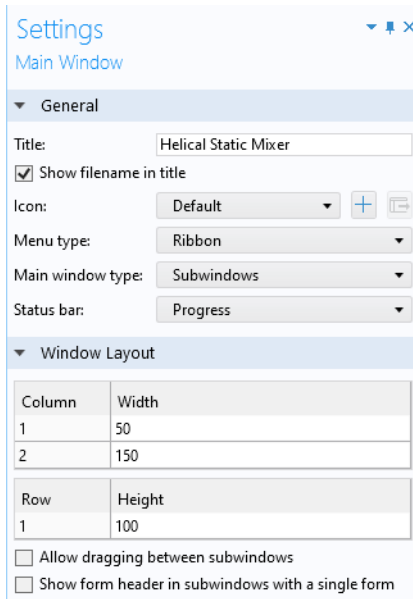 Settings
Main Window
General
Title: Helical Static Mixer
Show filename in title
Icon: Default
Menu type: Ribbon
Main window type: Subwindows
Status bar: Progress
Window Layout
Column Width
1 50
2 150
Row Height
1 100
Allow dragging between subwindows
Show form header in subwindows with a single form